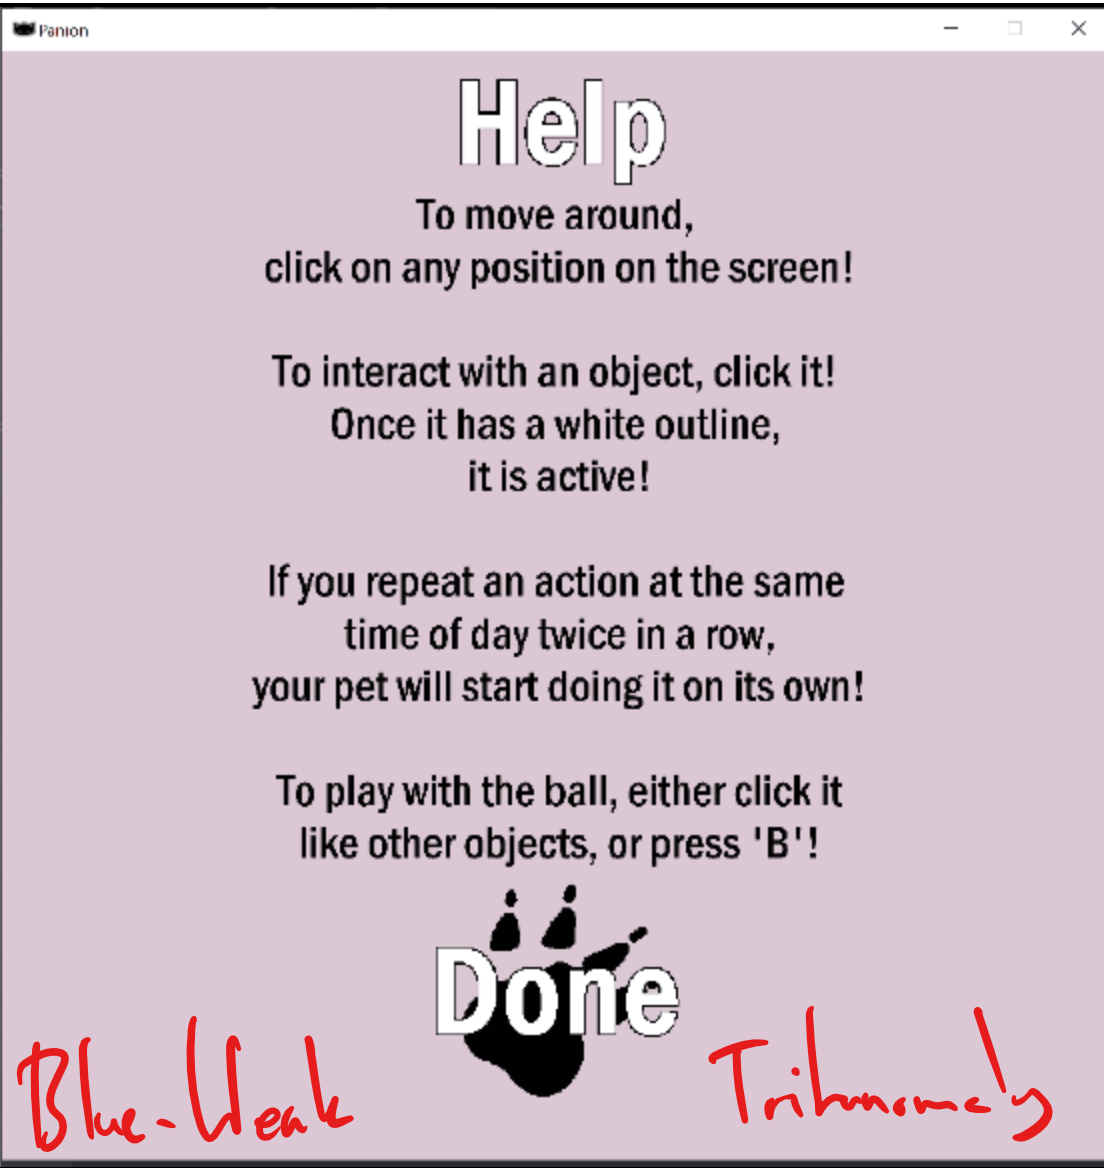 Panion
Help
To move around,
click on any position on the screen!
To interact with an object, click it!
Once it has a white outline,
it is active!
If you repeat an action at the same
time of day twice in a row,
your pet will start doing it on its own!
To play with the ball, either click it
like other objects, or press 'B'!
Done
Blue-Weak